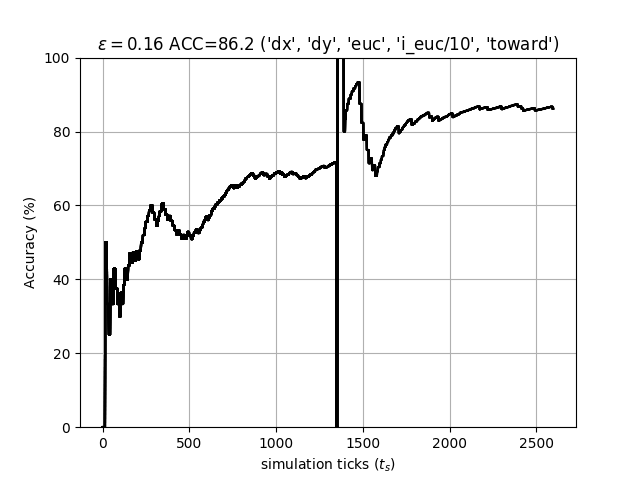 ε = 0.16 ACC=86.2 ('dx', 'dy', 'euc', 'i_euc/10', 'toward')
100
80
60
40
20
0
Accuracy (%)
0 500 1000 1500 2000 2500
simulation ticks (tₛ)